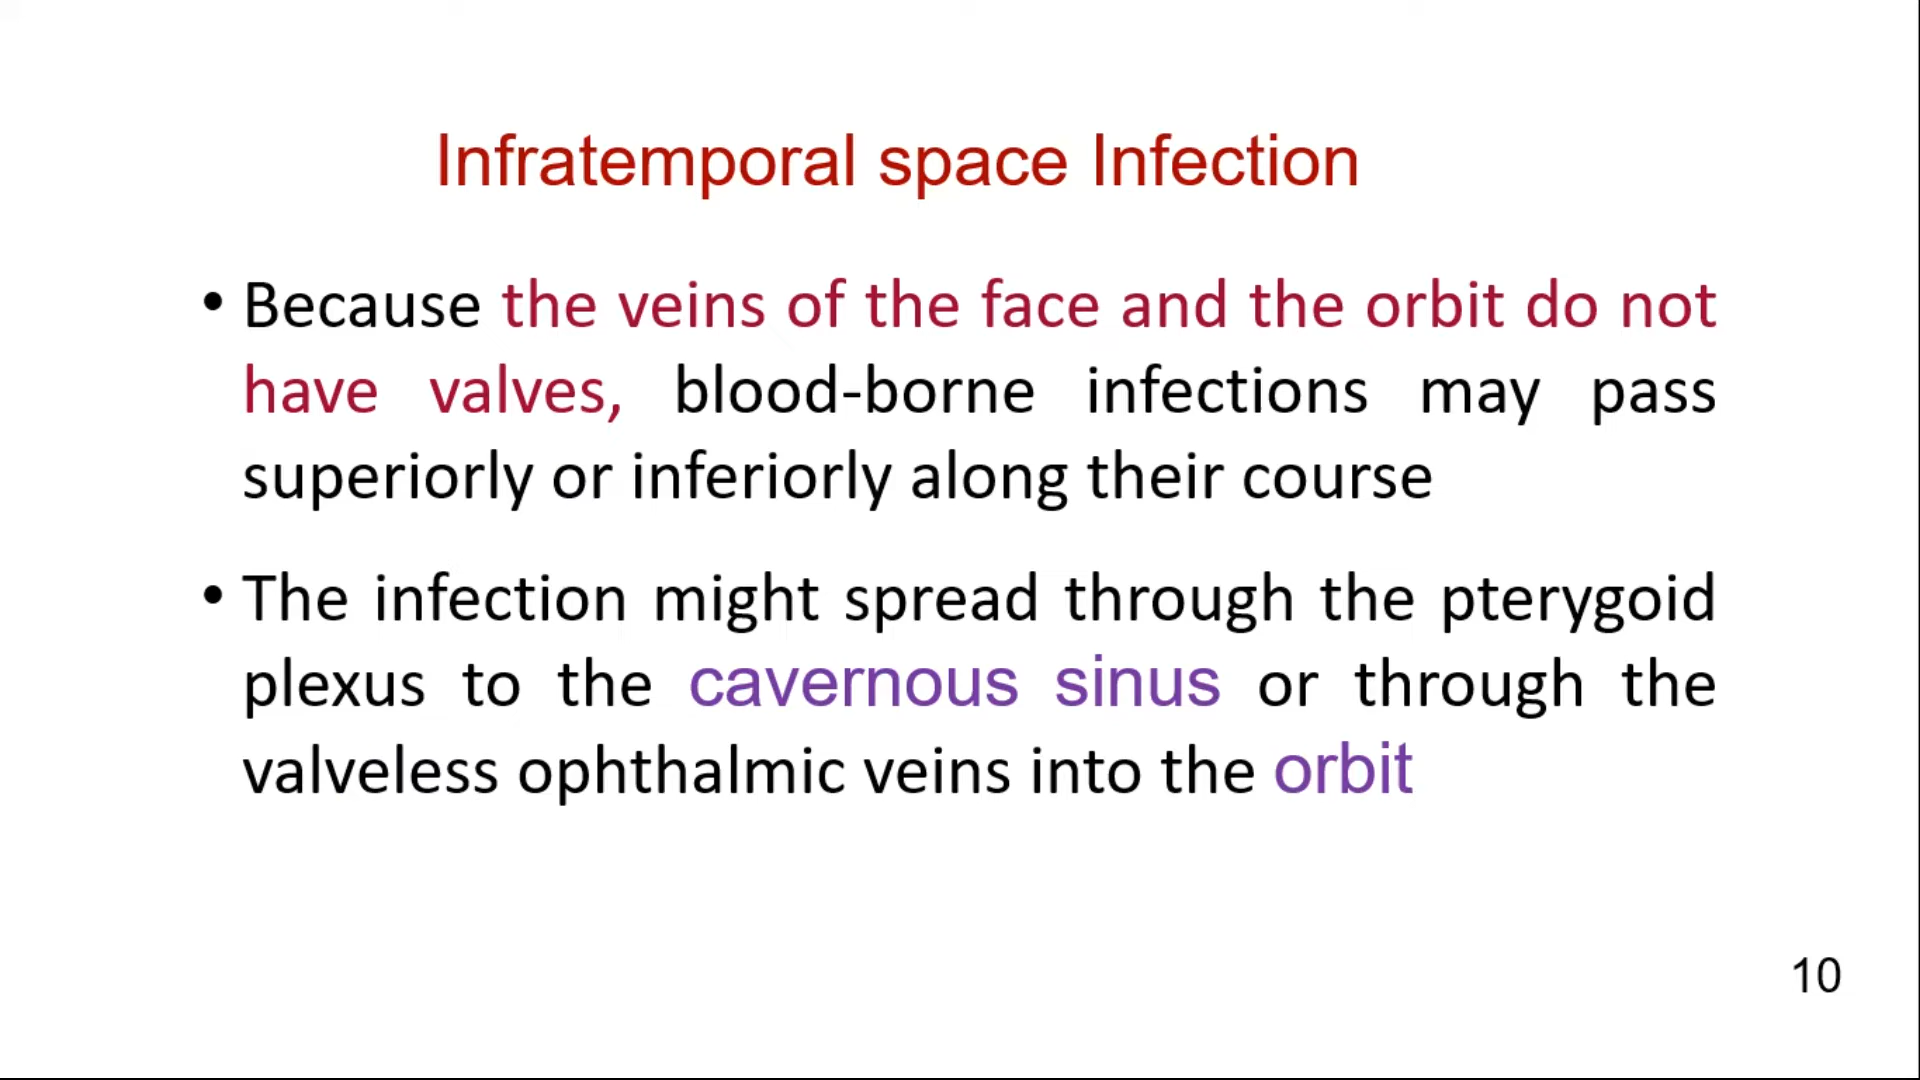 Infratemporal space Infection
• Because the veins of the face and the orbit do not
have valves, blood-borne infections may pass
superiorly or inferiorly along their course
• The infection might spread through the pterygoid
plexus to the cavernous sinus or through the
valveless ophthalmic veins into the orbit
10